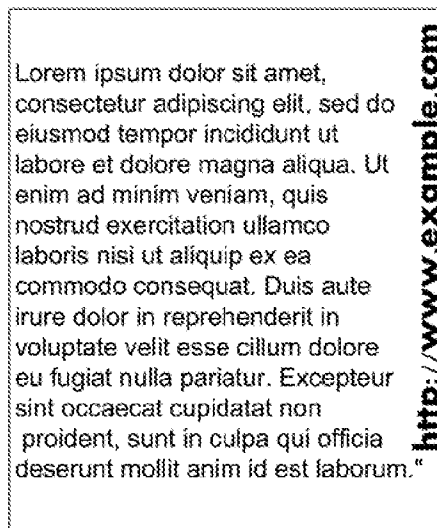 Lorem ipsum dolor sit amet,
consectetur adipiscing elit, sed do
eiusmod tempor incididunt ut
labore et dolore magna aliqua. Ut
enim ad minim veniam, quis
nostrud exercitation ullamco
laboris nisi ut aliquip ex ea
commodo consequat. Duis aute
irure dolor in reprehenderit in
voluptate velit esse cillum dolore
eu fugiat nulla pariatur. Excepteur
sint occaecat cupidatat non
proident, sunt in culpa qui officia
deserunt mollit anim id est laborum.“
http://www.example.com